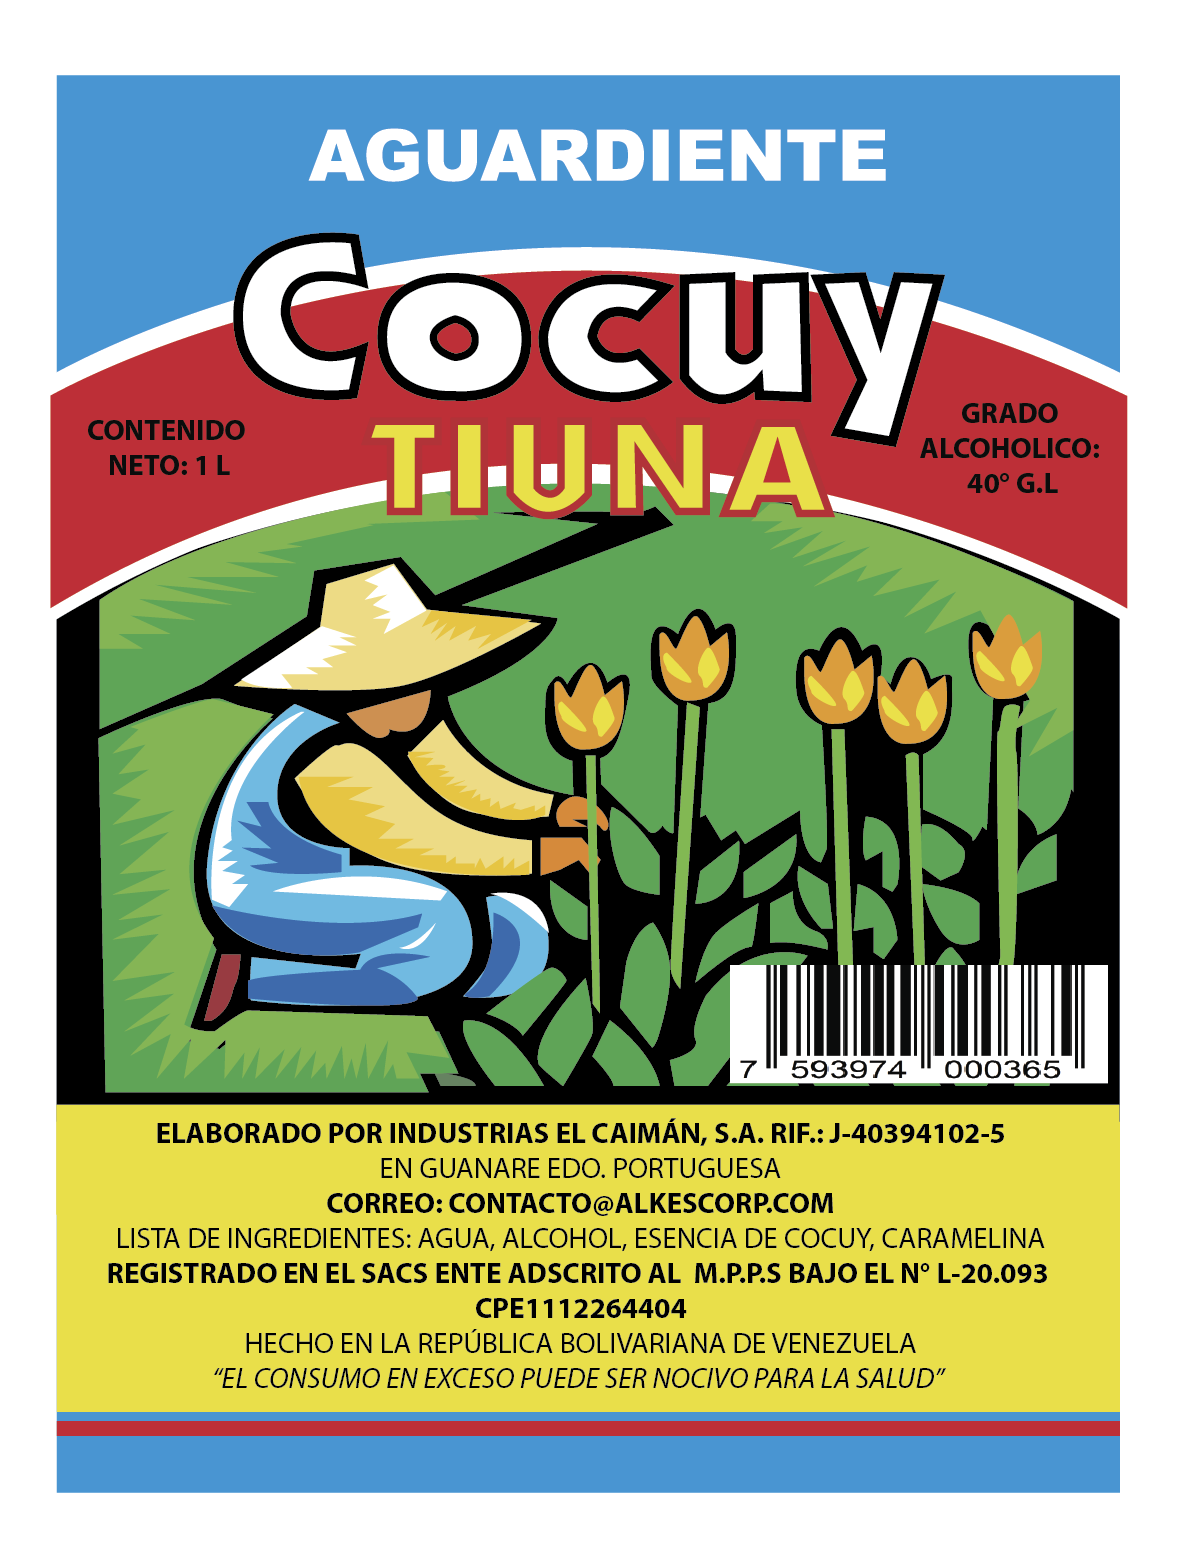 AGUARDIENTE
Cocuy
TIUNA
CONTENIDO
NETO: 1 L
GRADO
ALCOHOLICO:
40° G.L
7 593974 000365
ELABORADO POR INDUSTRIAS EL CAIMÁN, S.A. RIF.: J-40394102-5
EN GUANARE EDO. PORTUGUESA
CORREO: CONTACTO@ALKESCORP.COM
LISTA DE INGREDIENTES: AGUA, ALCOHOL, ESENCIA DE COCUY, CARAMELINA
REGISTRADO EN EL SACS ENTE ADSCRITO AL M.P.P.S BAJO EL N° L-20.093
CPE1112264404
HECHO EN LA REPÚBLICA BOLIVARIANA DE VENEZUELA
“EL CONSUMO EN EXCESO PUEDE SER NOCIVO PARA LA SALUD”